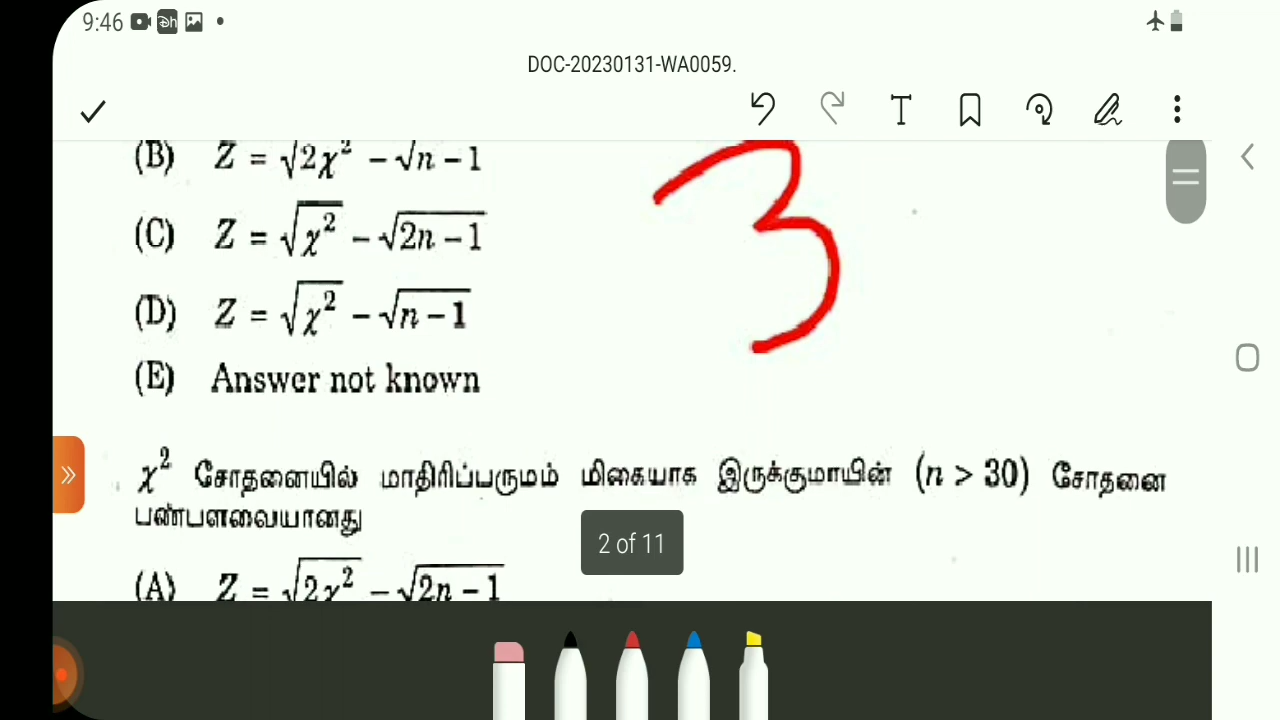 9:46
DOC-20230131-WA0059.
(B) Z = √2χ² − √n − 1
(C) Z = √χ² − √2n − 1
(D) Z = √χ² − √n − 1
(E) Answer not known
3
χ² சோதனையில் மாதிரிப்பருமம் மிகையாக இருக்குமாயின் (n > 30) சோதனை
பண்பளவையானது
2 of 11
(A) Z = √2χ² − √2n − 1